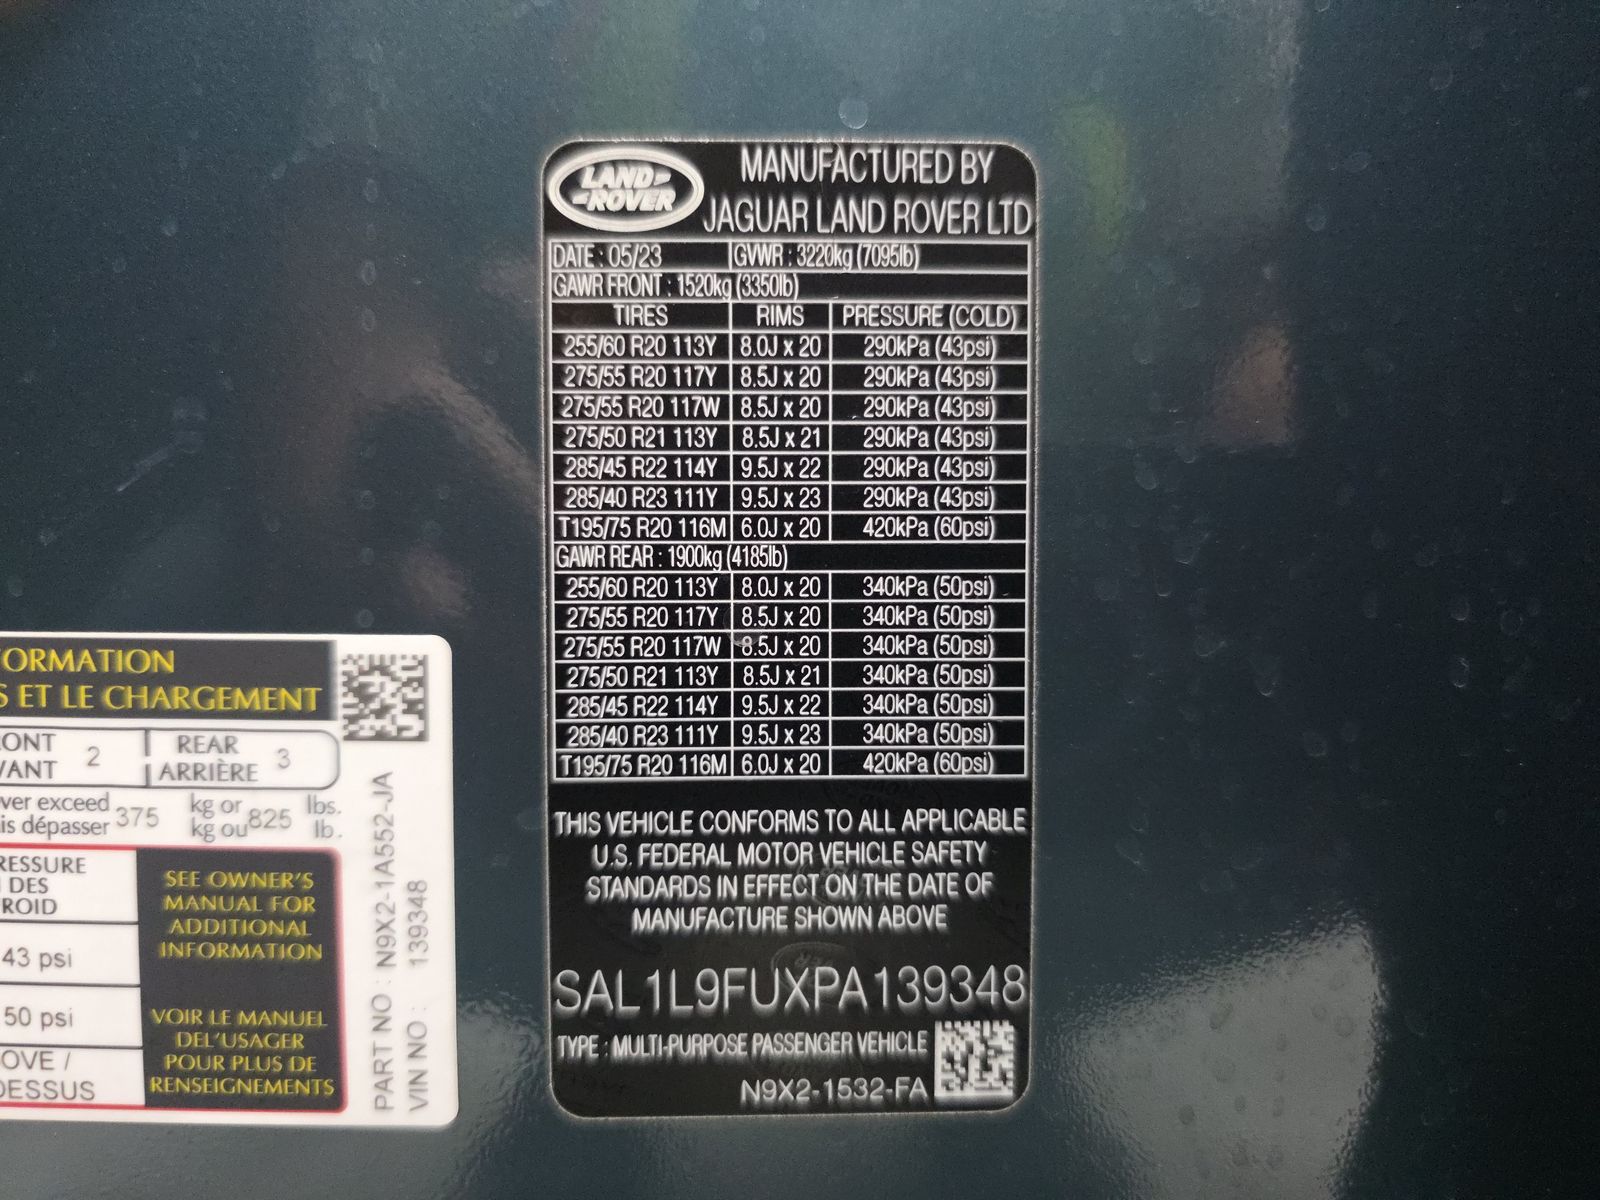 LAND-
-ROVER
MANUFACTURED BY
JAGUAR LAND ROVER LTD
DATE : 05/23 GVWR : 3220kg (7095lb)
GAWR FRONT : 1520kg (3350lb)
TIRES RIMS PRESSURE (COLD)
255/60 R20 113Y 8.0J x 20 290kPa (43psi)
275/55 R20 117Y 8.5J x 20 290kPa (43psi)
275/55 R20 117W 8.5J x 20 290kPa (43psi)
275/50 R21 113Y 8.5J x 21 290kPa (43psi)
285/45 R22 114Y 9.5J x 22 290kPa (43psi)
285/40 R23 111Y 9.5J x 23 290kPa (43psi)
T195/75 R20 116M 6.0J x 20 420kPa (60psi)
GAWR REAR : 1900kg (4185lb)
255/60 R20 113Y 8.0J x 20 340kPa (50psi)
275/55 R20 117Y 8.5J x 20 340kPa (50psi)
275/55 R20 117W 8.5J x 20 340kPa (50psi)
275/50 R21 113Y 8.5J x 21 340kPa (50psi)
285/45 R22 114Y 9.5J x 22 340kPa (50psi)
285/40 R23 111Y 9.5J x 23 340kPa (50psi)
T195/75 R20 116M 6.0J x 20 420kPa (60psi)
THIS VEHICLE CONFORMS TO ALL APPLICABLE
U.S. FEDERAL MOTOR VEHICLE SAFETY
STANDARDS IN EFFECT ON THE DATE OF
MANUFACTURE SHOWN ABOVE
SAL1L9FUXPA139348
TYPE : MULTI-PURPOSE PASSENGER VEHICLE
N9X2-1532-FA
FORMATION
S ET LE CHARGEMENT
ONT 2 REAR 3
VANT ARRIÈRE
ver exceed 375 kg or 825 lbs.
is dépasser kg ou lb.
RESSURE
DES
ROID
43 psi
50 psi
OVE /
DESSUS
SEE OWNER'S
MANUAL FOR
ADDITIONAL
INFORMATION
VOIR LE MANUEL
DEL'USAGER
POUR PLUS DE
RENSEIGNEMENTS
PART NO : N9X2-1A552-JA
VIN NO : 139348